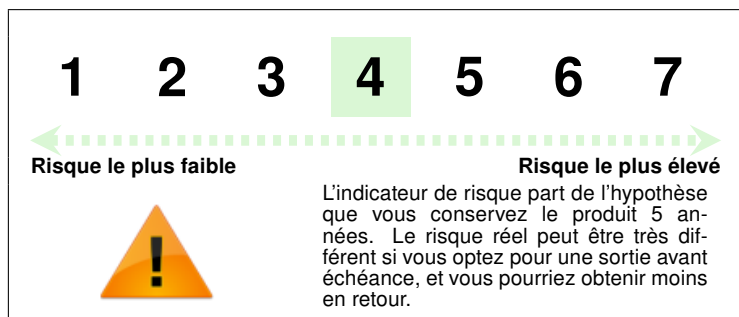 1 2 3 4 5 6 7
Risque le plus faible Risque le plus élevé
L'indicateur de risque part de l'hypothèse
que vous conservez le produit 5 an-
nées. Le risque réel peut être très dif-
férent si vous optez pour une sortie avant
échéance, et vous pourriez obtenir moins
en retour.